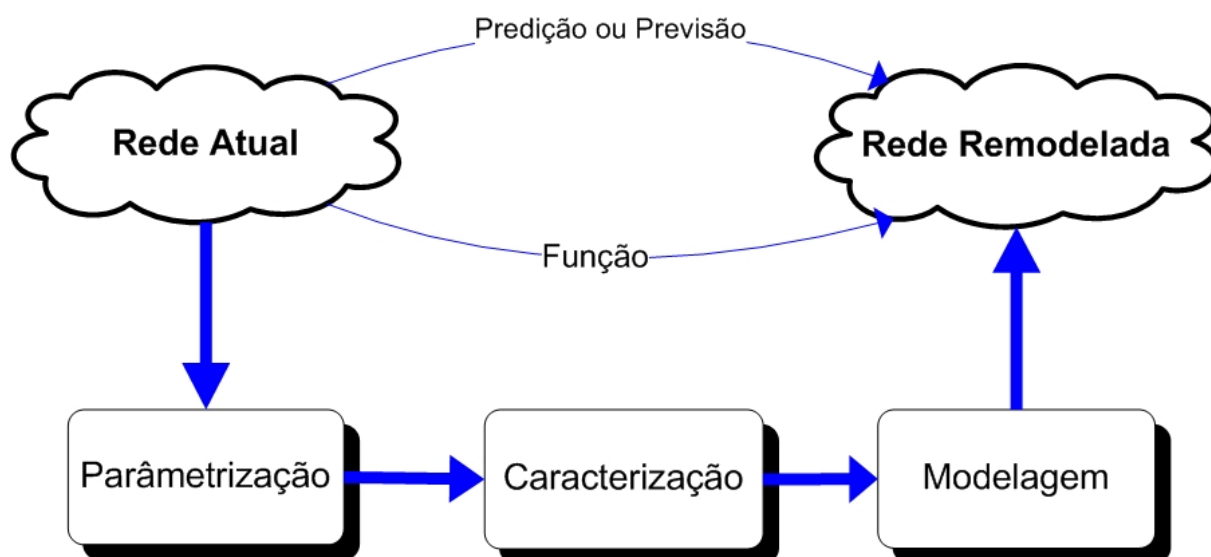 Predição ou Previsão
Rede Atual
Rede Remodelada
Função
Parâmetrização
Caracterização
Modelagem